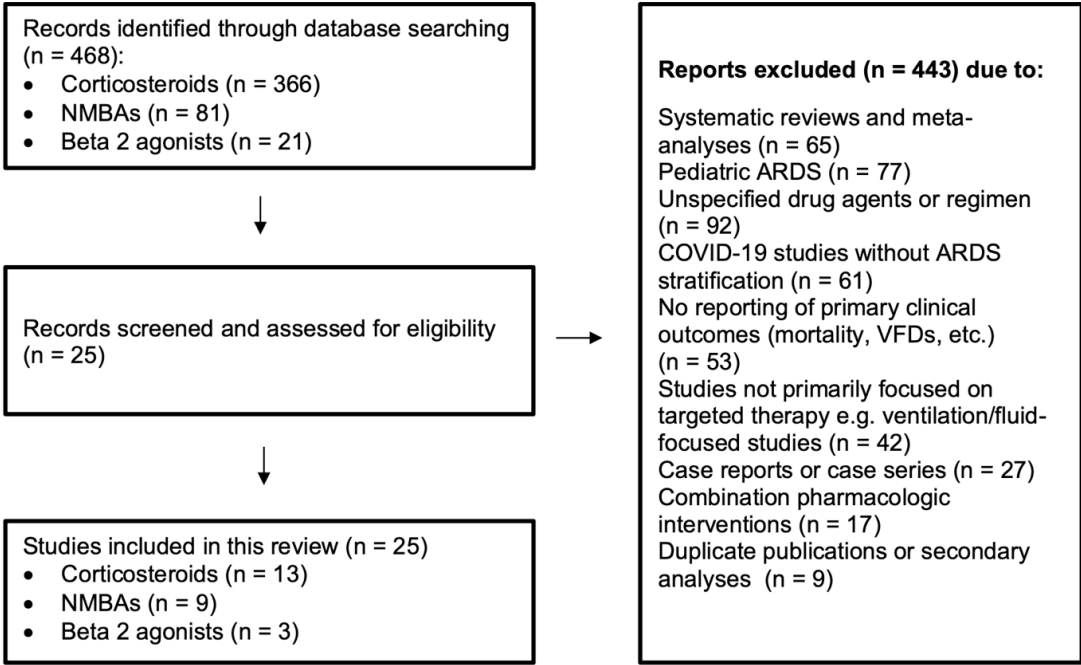 Records identified through database searching
(n = 468):
• Corticosteroids (n = 366)
• NMBAs (n = 81)
• Beta 2 agonists (n = 21)
Records screened and assessed for eligibility
(n = 25)
Studies included in this review (n = 25)
• Corticosteroids (n = 13)
• NMBAs (n = 9)
• Beta 2 agonists (n = 3)
Reports excluded (n = 443) due to:
Systematic reviews and meta-
analyses (n = 65)
Pediatric ARDS (n = 77)
Unspecified drug agents or regimen
(n = 92)
COVID-19 studies without ARDS
stratification (n = 61)
No reporting of primary clinical
outcomes (mortality, VFDs, etc.)
(n = 53)
Studies not primarily focused on
targeted therapy e.g. ventilation/fluid-
focused studies (n = 42)
Case reports or case series (n = 27)
Combination pharmacologic
interventions (n = 17)
Duplicate publications or secondary
analyses (n = 9)